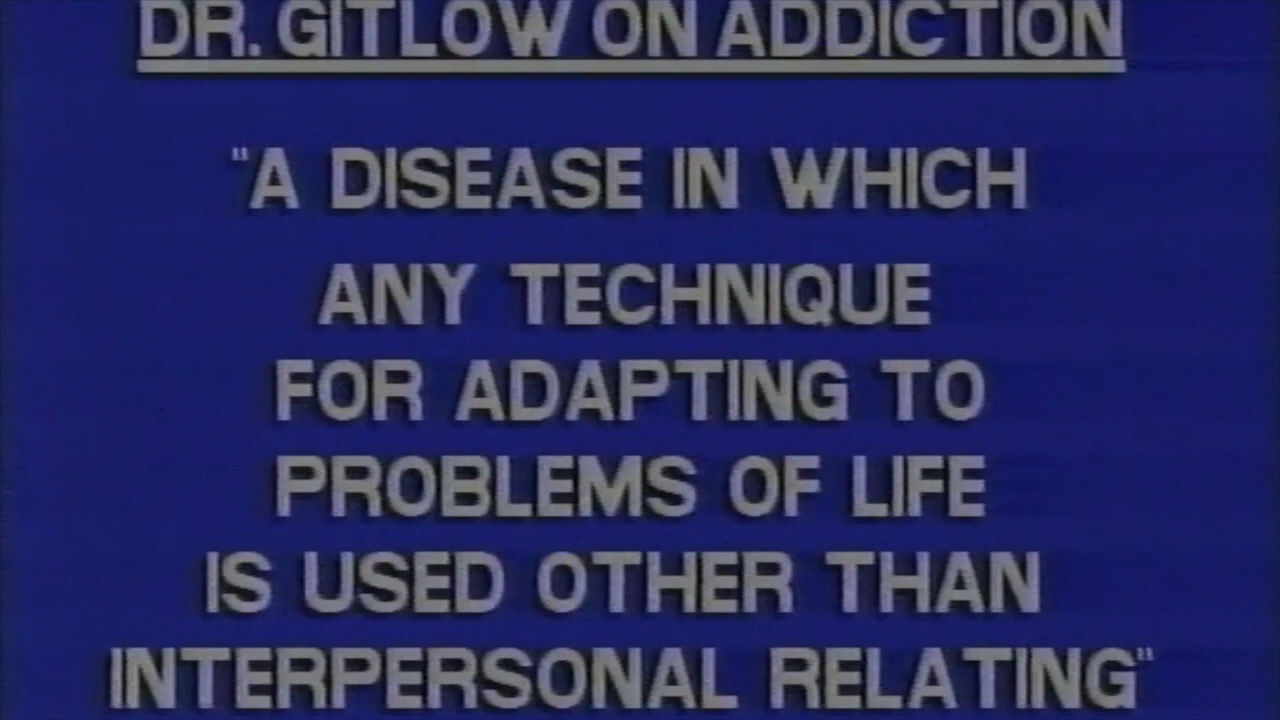 DR. GITLOW ON ADDICTION
"A DISEASE IN WHICH
ANY TECHNIQUE
FOR ADAPTING TO
PROBLEMS OF LIFE
IS USED OTHER THAN
INTERPERSONAL RELATING"